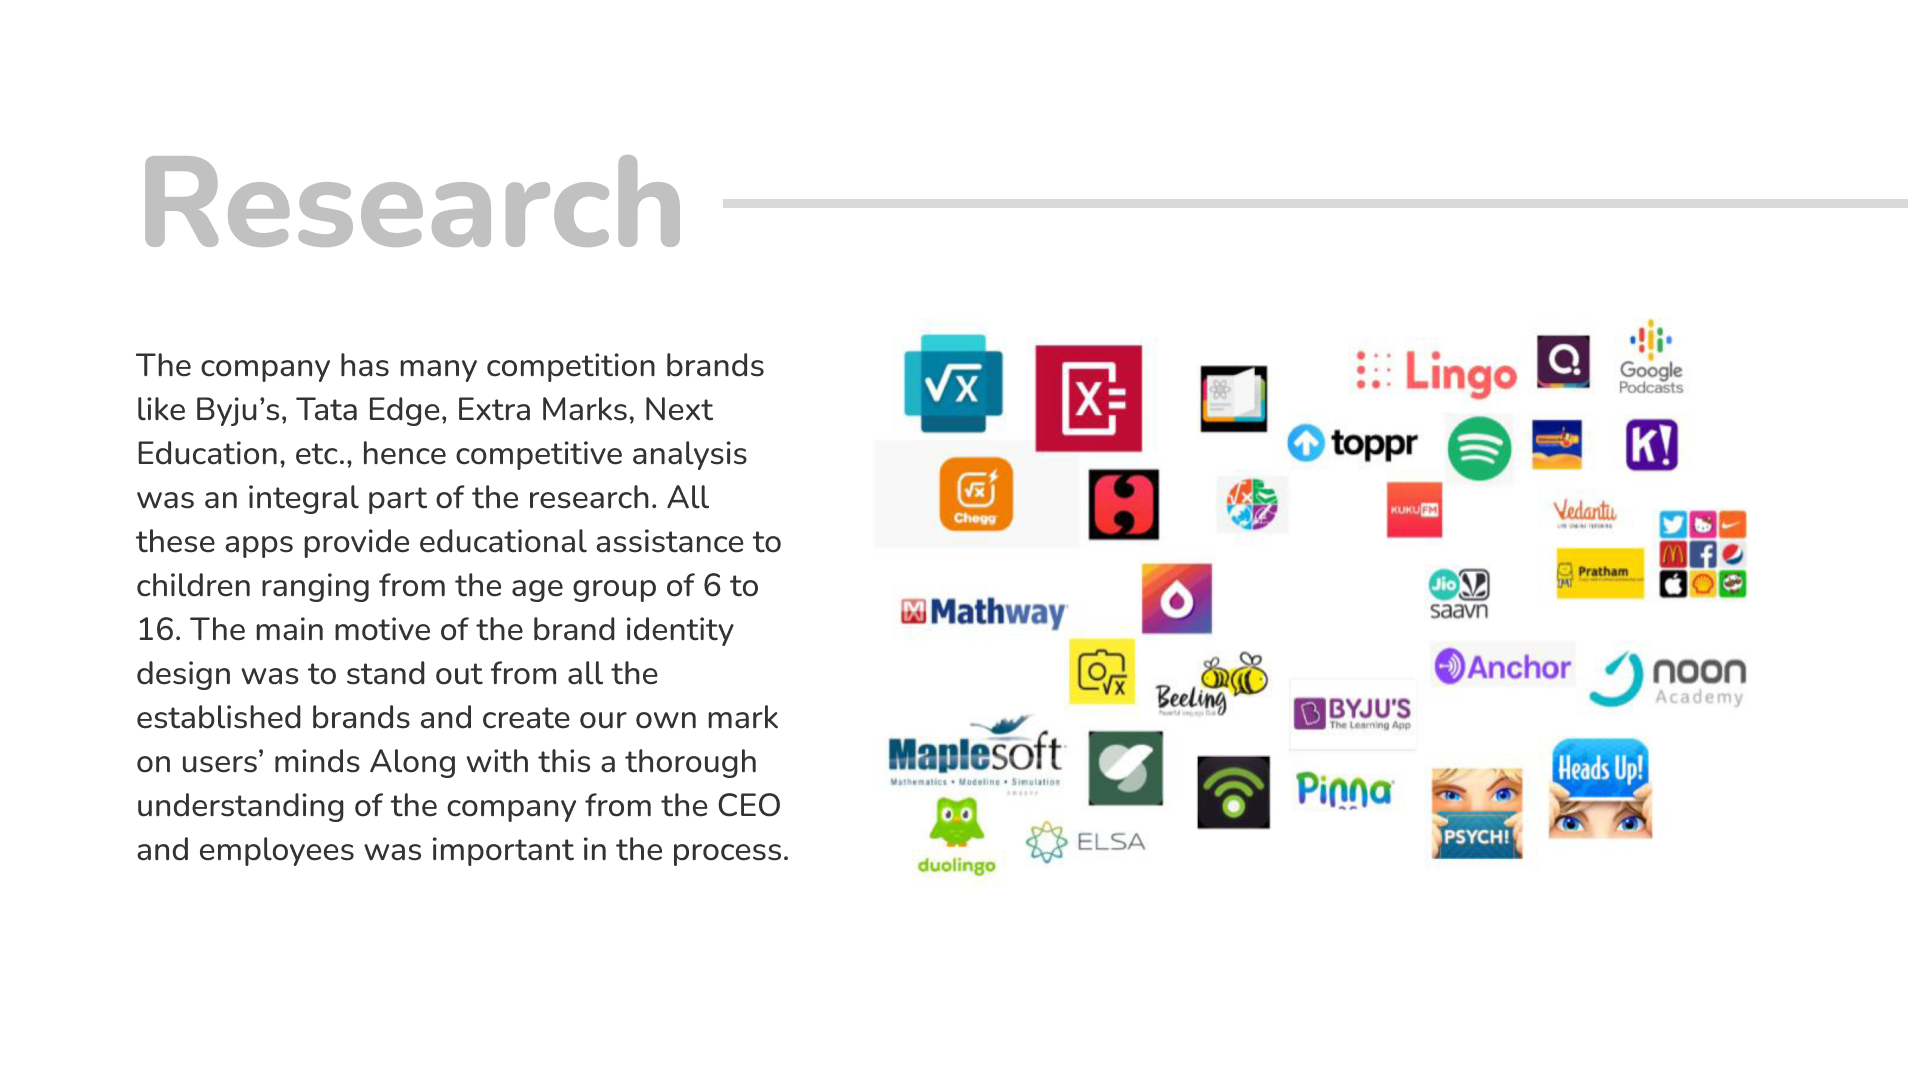 Research
The company has many competition brands
like Byju’s, Tata Edge, Extra Marks, Next
Education, etc., hence competitive analysis
was an integral part of the research. All
these apps provide educational assistance to
children ranging from the age group of 6 to
16. The main motive of the brand identity
design was to stand out from all the
established brands and create our own mark
on users’ minds Along with this a thorough
understanding of the company from the CEO
and employees was important in the process.
√x
X=
Lingo
Q
Google
Podcasts
toppr
K!
√x
Chegg
KUKU FM
Vedantu
Pratham
Jio
saavn
Mathway
√x
BeeLing
Anchor
noon
Academy
B BYJU'S
The Learning App
Maplesoft
Mathematics • Modeling • Simulation
Pinna
PSYCH!
Heads Up!
duolingo
ELSA